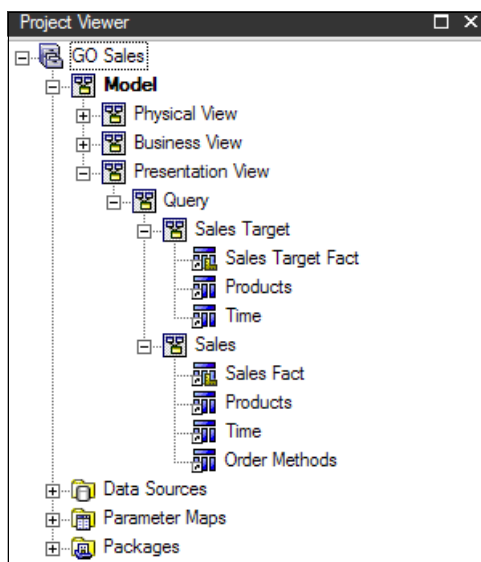 Project Viewer
GO Sales
Model
Physical View
Business View
Presentation View
Query
Sales Target
Sales Target Fact
Products
Time
Sales
Sales Fact
Products
Time
Order Methods
Data Sources
Parameter Maps
Packages